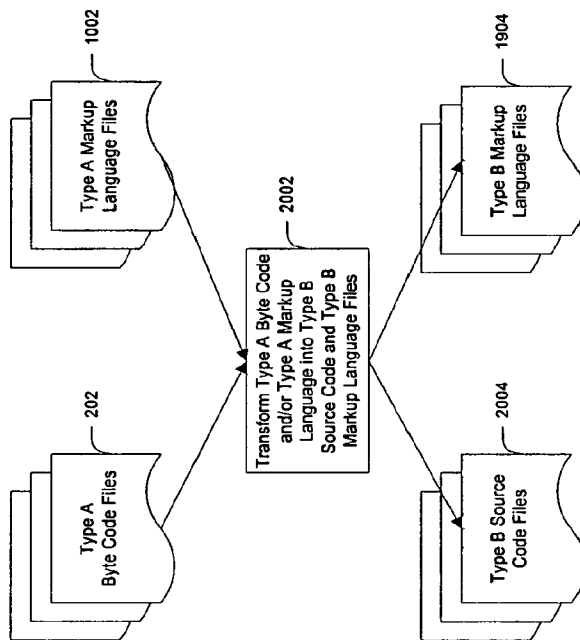 202
Type A
Byte Code Files
1002
Type A Markup
Language Files
2002
Transform Type A Byte Code
and/or Type A Markup
Language into Type B
Source Code and Type B
Markup Language Files
2004
Type B Source
Code Files
1904
Type B Markup
Language Files